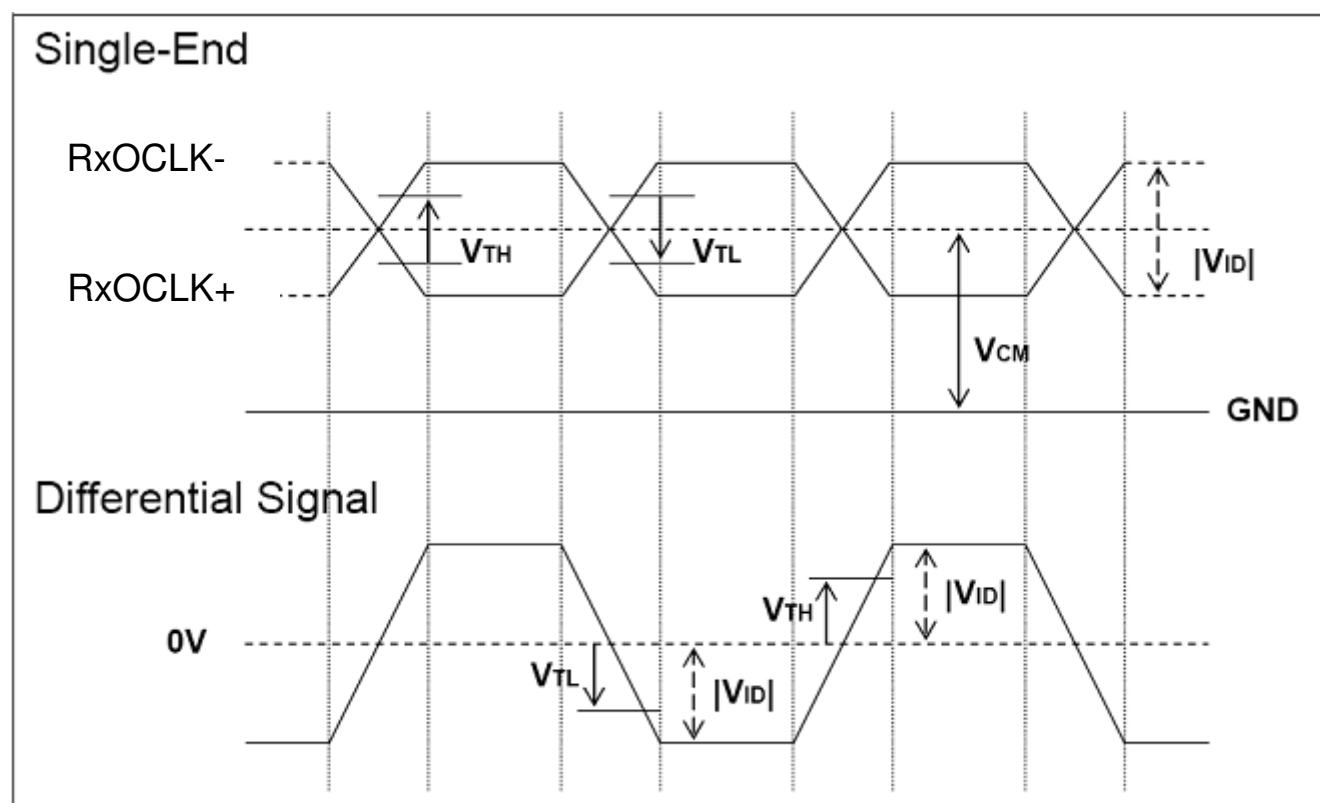 Single-End
RxOCLK-
VTH
VTL
|VID|
RxOCLK+
VCM
GND
Differential Signal
VTH
|VID|
0V
VTL
|VID|